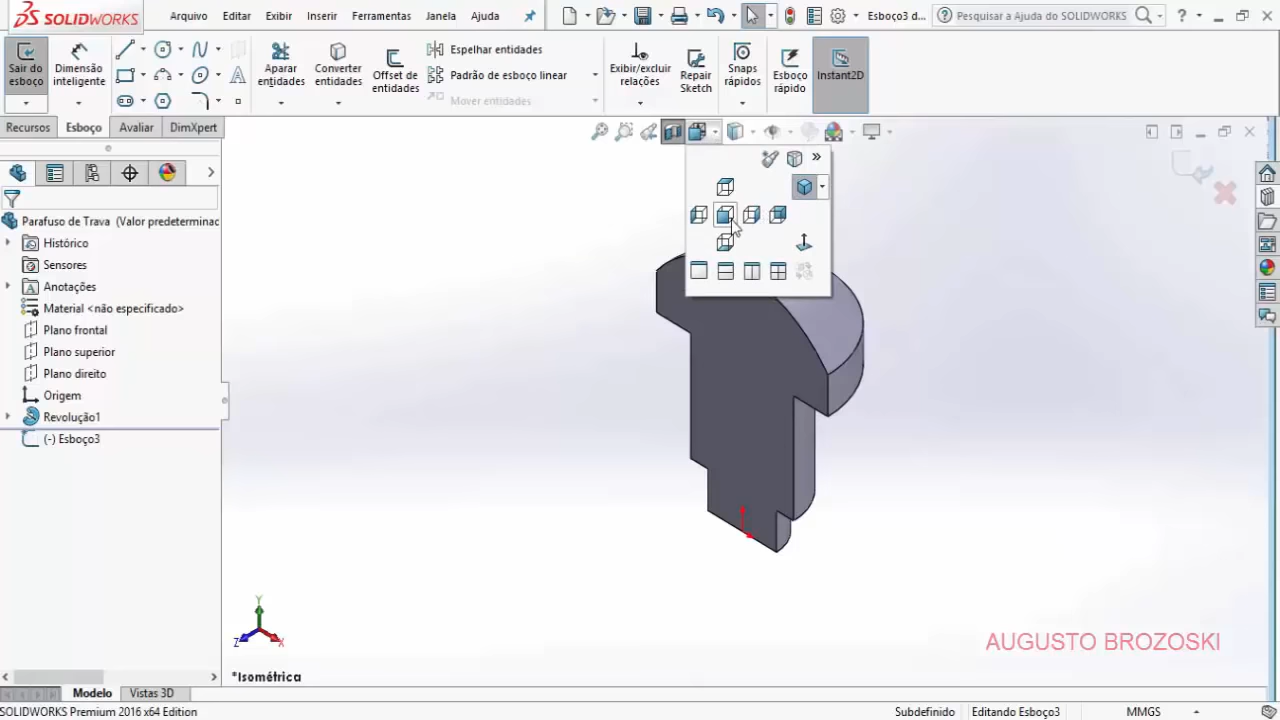 SOLIDWORKS
Arquivo
Editar
Exibir
Inserir
Ferramentas
Janela
Ajuda
Esboço3 d...
Pesquisar a Ajuda do SOLIDWORKS
?
Sair do
esboço
Dimensão
inteligente
Aparar
entidades
Converter
entidades
Offset de
entidades
Espelhar entidades
Padrão de esboço linear
Mover entidades
Exibir/excluir
relações
Repair
Sketch
Snaps
rápidos
Esboço
rápido
Instant2D
Recursos
Esboço
Avaliar
DimXpert
Parafuso de Trava (Valor predeterminac
Histórico
Sensores
Anotações
Material <não especificado>
Plano frontal
Plano superior
Plano direito
Origem
Revolução1
(-) Esboço3
Y
Z
X
AUGUSTO BROZOSKI
*Isométrica
Modelo
Vistas 3D
SOLIDWORKS Premium 2016 x64 Edition
Subdefinido
Editando Esboço3
MMGS